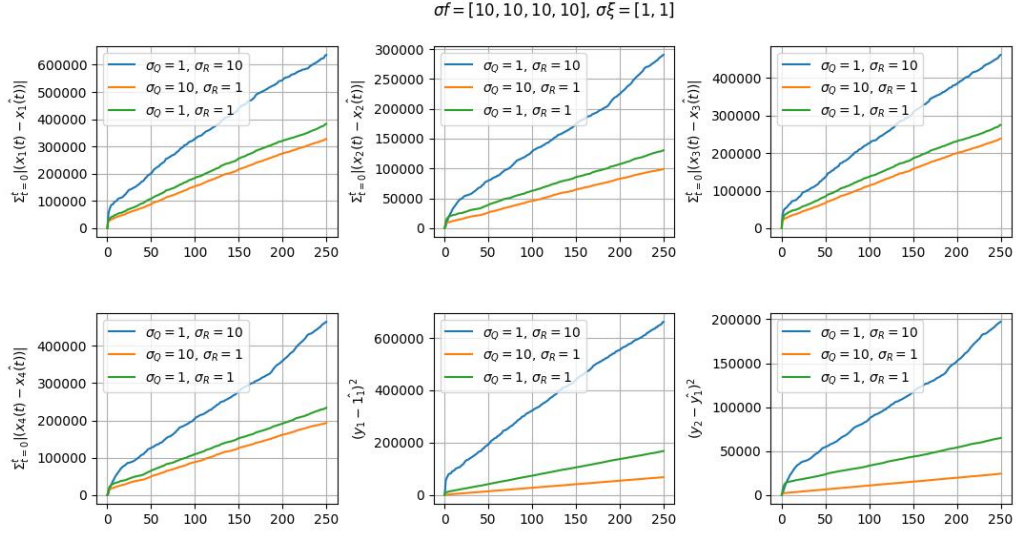 σf = [10, 10, 10, 10], σξ = [1, 1]
Σᵗₜ₌₀|(x₁(t) − x̂₁(t))|
600000
500000
400000
300000
200000
100000
0
0 50 100 150 200 250
σ_Q = 1, σ_R = 10
σ_Q = 10, σ_R = 1
σ_Q = 1, σ_R = 1
Σᵗₜ₌₀|(x₂(t) − x̂₂(t))|
300000
250000
200000
150000
100000
50000
0
0 50 100 150 200 250
σ_Q = 1, σ_R = 10
σ_Q = 10, σ_R = 1
σ_Q = 1, σ_R = 1
Σᵗₜ₌₀|(x₃(t) − x̂₃(t))|
400000
300000
200000
100000
0
0 50 100 150 200 250
σ_Q = 1, σ_R = 10
σ_Q = 10, σ_R = 1
σ_Q = 1, σ_R = 1
Σᵗₜ₌₀|(x₄(t) − x̂₄(t))|
400000
300000
200000
100000
0
0 50 100 150 200 250
σ_Q = 1, σ_R = 10
σ_Q = 10, σ_R = 1
σ_Q = 1, σ_R = 1
(y₁ − 1̂₁)²
600000
400000
200000
0
0 50 100 150 200 250
σ_Q = 1, σ_R = 10
σ_Q = 10, σ_R = 1
σ_Q = 1, σ_R = 1
(y₂ − ŷ₁)²
200000
150000
100000
50000
0
0 50 100 150 200 250
σ_Q = 1, σ_R = 10
σ_Q = 10, σ_R = 1
σ_Q = 1, σ_R = 1